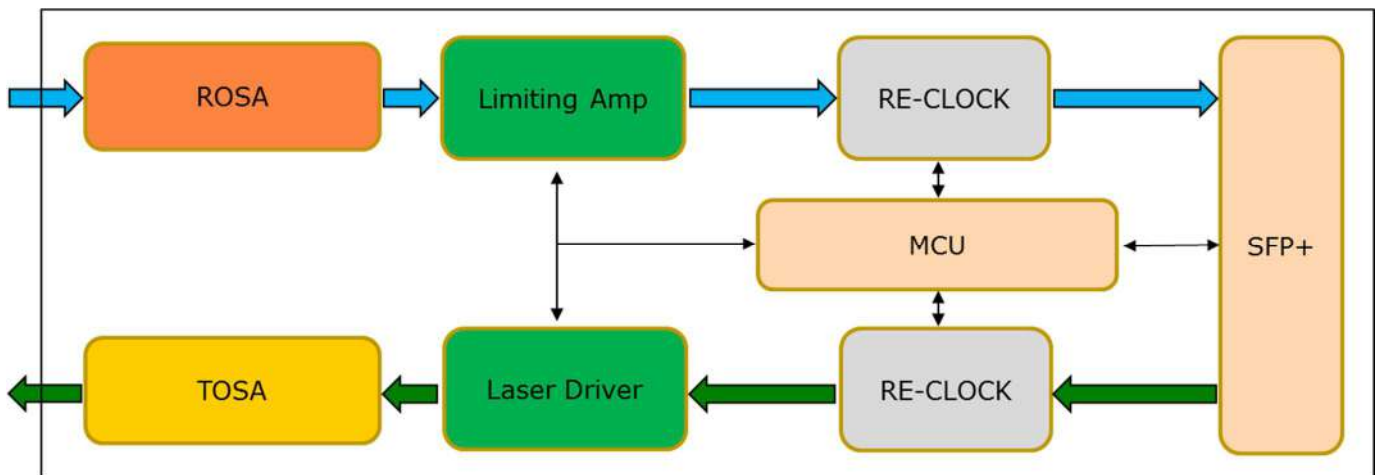 ROSA
Limiting Amp
RE-CLOCK
MCU
SFP+
TOSA
Laser Driver
RE-CLOCK